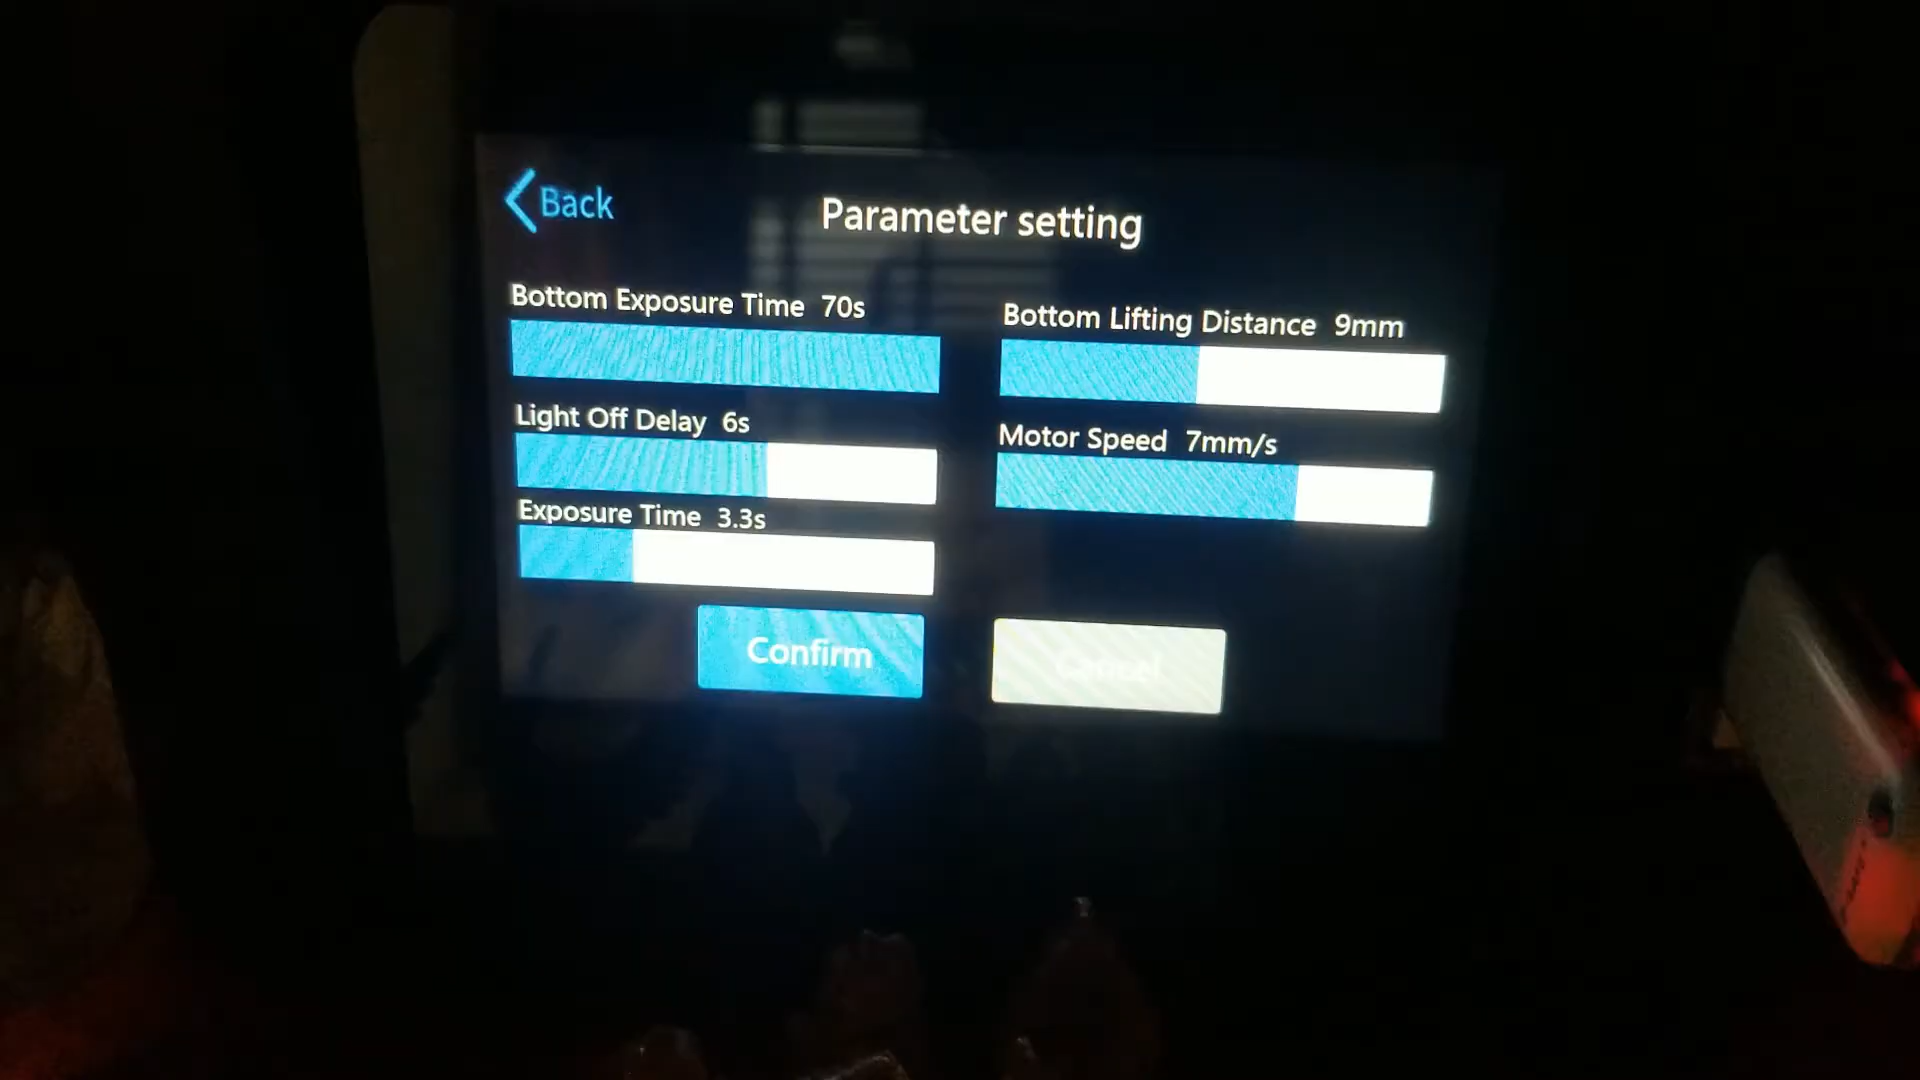 Back
Parameter setting
Bottom Exposure Time 70s
Bottom Lifting Distance 9mm
Light Off Delay 6s
Motor Speed 7mm/s
Exposure Time 3.3s
Confirm
Cancel